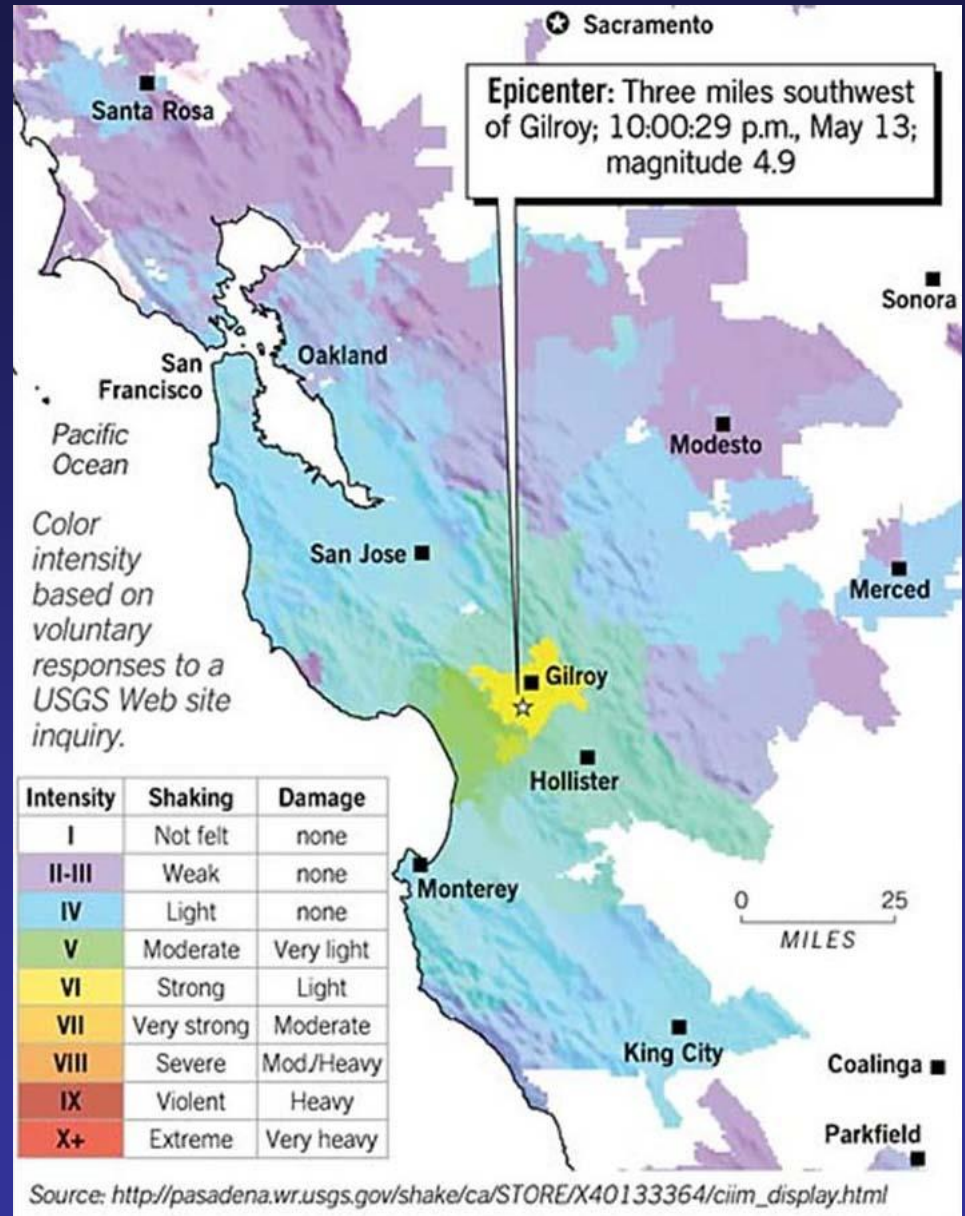 Sacramento
Epicenter: Three miles southwest
of Gilroy; 10:00:29 p.m., May 13;
magnitude 4.9
Santa Rosa
Sonora
San
Francisco
Oakland
Pacific
Ocean
Modesto
Color
intensity
based on
voluntary
responses to a
USGS Web site
inquiry.
San Jose
Merced
Gilroy
Hollister
Intensity Shaking Damage
I Not felt none
II-III Weak none
IV Light none
V Moderate Very light
VI Strong Light
VII Very strong Moderate
VIII Severe Mod./Heavy
IX Violent Heavy
X+ Extreme Very heavy
Monterey
0 25
MILES
King City
Coalinga
Parkfield
Source: http://pasadena.wr.usgs.gov/shake/ca/STORE/X40133364/ciim_display.html